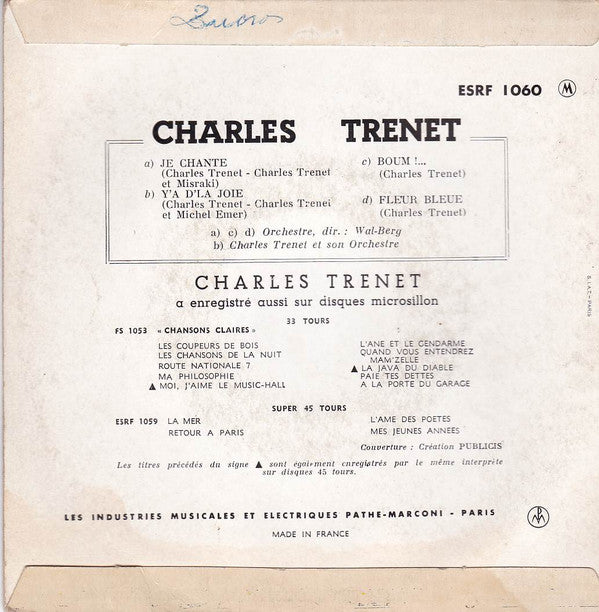 ESRF 1060 M
CHARLES TRENET
a) JE CHANTE
(Charles Trenet - Charles Trenet
et Misraki)
b) Y'A D'LA JOIE
(Charles Trenet - Charles Trenet
et Michel Emer)
c) BOUM !...
(Charles Trenet)
d) FLEUR BLEUE
(Charles Trenet)
a) c) d) Orchestre, dir. : Wal-Berg
b) Charles Trenet et son Orchestre
CHARLES TRENET
a enregistré aussi sur disques microsillon
33 TOURS
FS 1053 « CHANSONS CLAIRES »
LES COUPEURS DE BOIS
LES CHANSONS DE LA NUIT
ROUTE NATIONALE 7
MA PHILOSOPHIE
▲ MOI, J'AIME LE MUSIC-HALL
L'ANE ET LE GENDARME
QUAND VOUS ENTENDREZ
MAM'ZELLE
▲ LA JAVA DU DIABLE
PAIE TES DETTES
A LA PORTE DU GARAGE
SUPER 45 TOURS
ESRF 1059 LA MER
RETOUR A PARIS
L'AME DES POETES
MES JEUNES ANNEES
Couverture : Création PUBLICIS
Les titres précédés du signe ▲ sont également enregistrés par le même interprète
sur disques 45 tours.
LES INDUSTRIES MUSICALES ET ELECTRIQUES PATHE-MARCONI - PARIS
MADE IN FRANCE